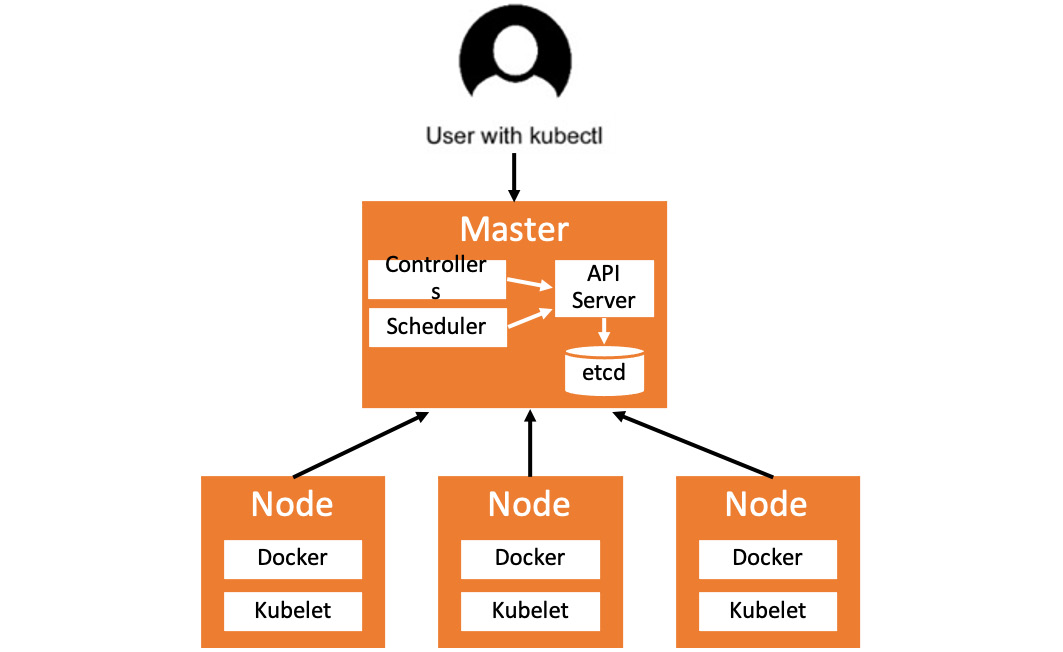 User with kubectl
Master
Controller
s
API
Server
Scheduler
etcd
Node
Docker
Kubelet
Node
Docker
Kubelet
Node
Docker
Kubelet